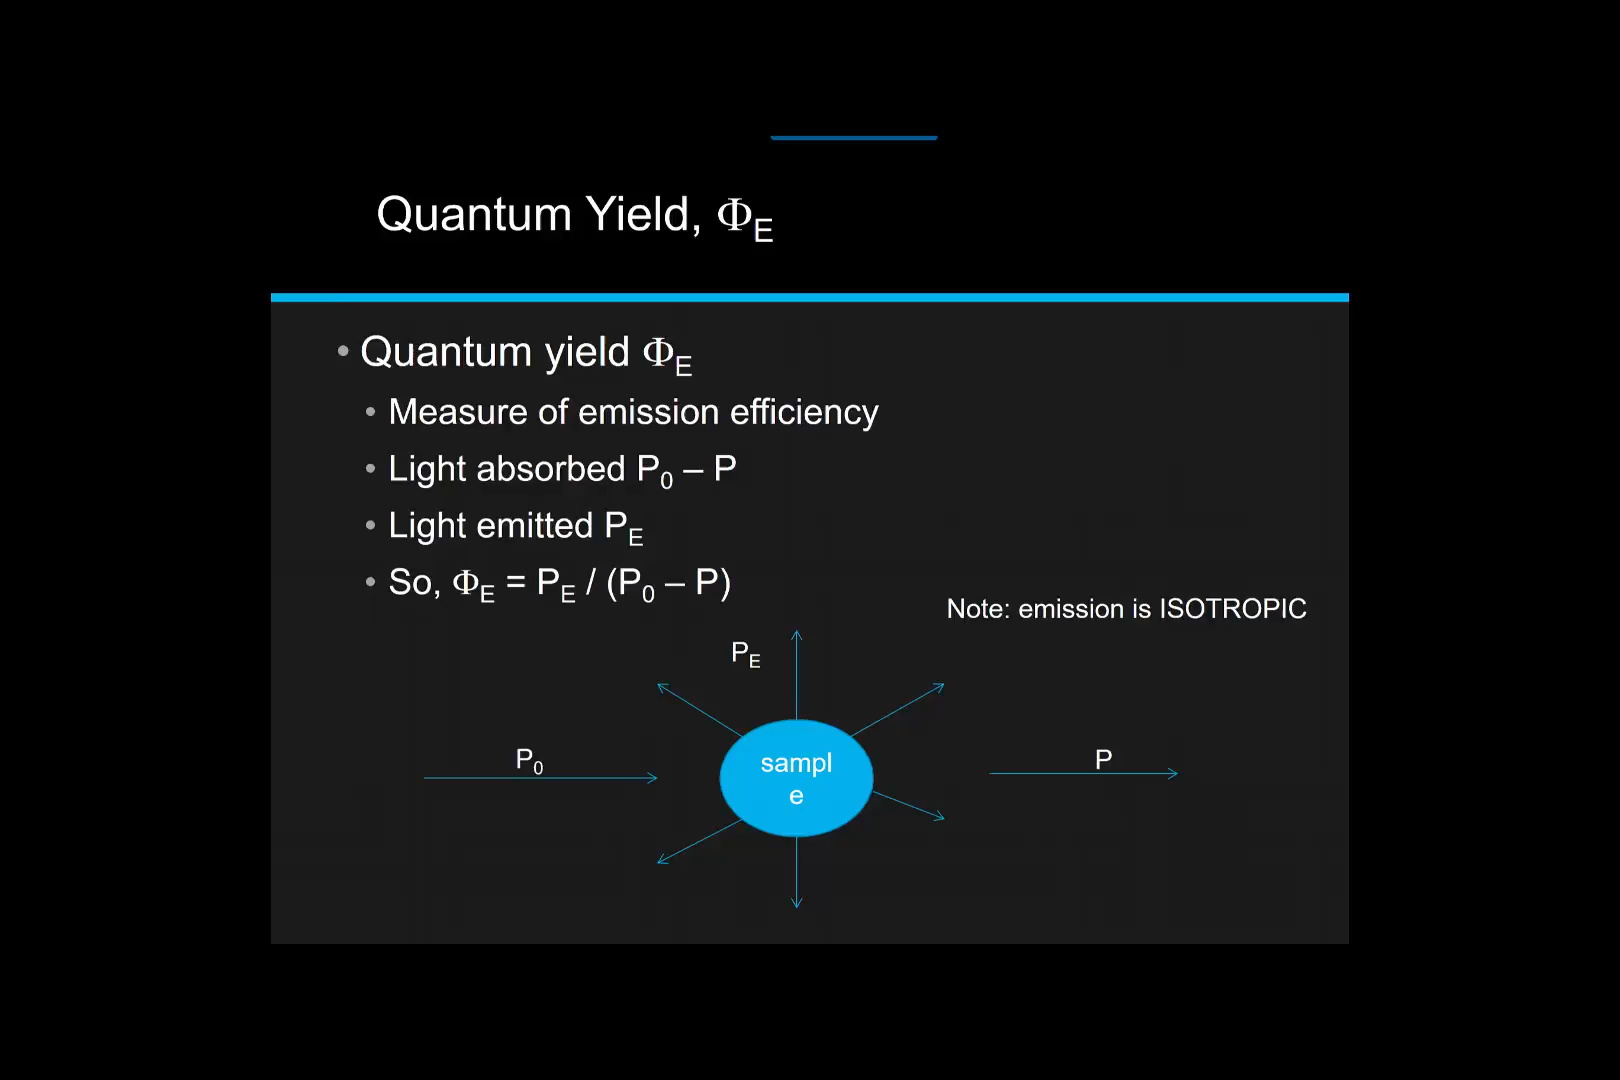 Quantum Yield, ΦE
• Quantum yield ΦE
• Measure of emission efficiency
• Light absorbed P0 – P
• Light emitted PE
• So, ΦE = PE / (P0 – P)
Note: emission is ISOTROPIC
PE
P0
sampl
e
P